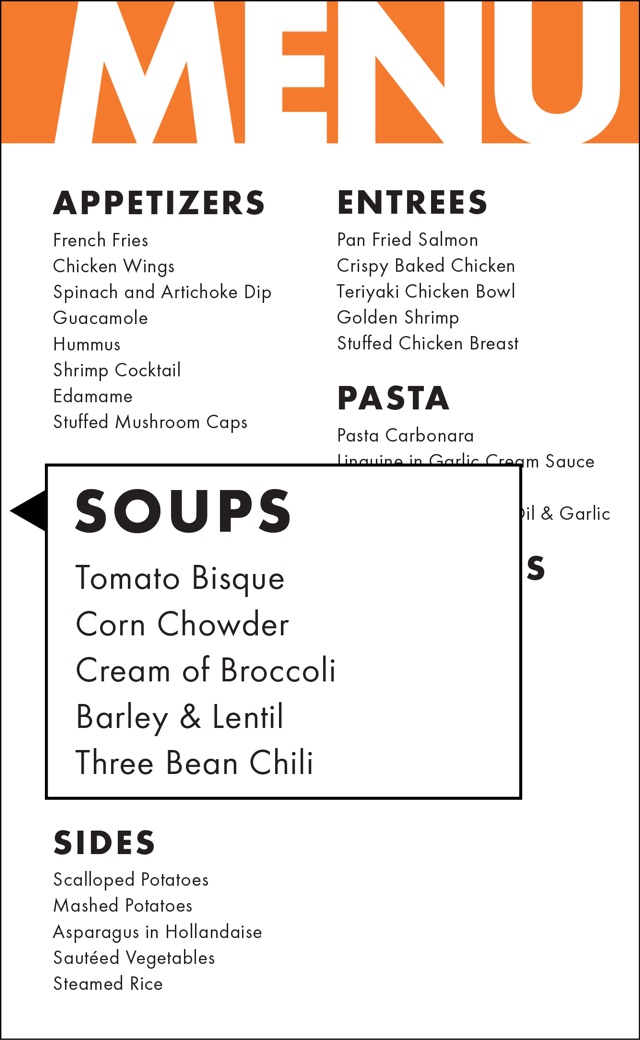 MENU
APPETIZERS
French Fries
Chicken Wings
Spinach and Artichoke Dip
Guacamole
Hummus
Shrimp Cocktail
Edamame
Stuffed Mushroom Caps
ENTREES
Pan Fried Salmon
Crispy Baked Chicken
Teriyaki Chicken Bowl
Golden Shrimp
Stuffed Chicken Breast
PASTA
Pasta Carbonara
Linguine in Garlic Cream Sauce
Oil & Garlic
S
SOUPS
Tomato Bisque
Corn Chowder
Cream of Broccoli
Barley & Lentil
Three Bean Chili
SIDES
Scalloped Potatoes
Mashed Potatoes
Asparagus in Hollandaise
Sautéed Vegetables
Steamed Rice